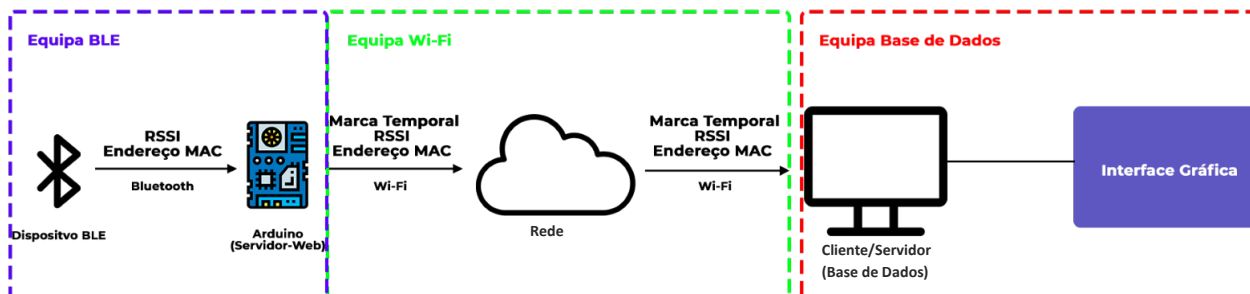 Equipa BLE
Equipa Wi-Fi
Equipa Base de Dados
RSSI
Endereço MAC
Bluetooth
Dispositvo BLE
Arduino
(Servidor-Web)
Marca Temporal
RSSI
Endereço MAC
Wi-Fi
Rede
Marca Temporal
RSSI
Endereço MAC
Wi-Fi
Cliente/Servidor
(Base de Dados)
Interface Gráfica